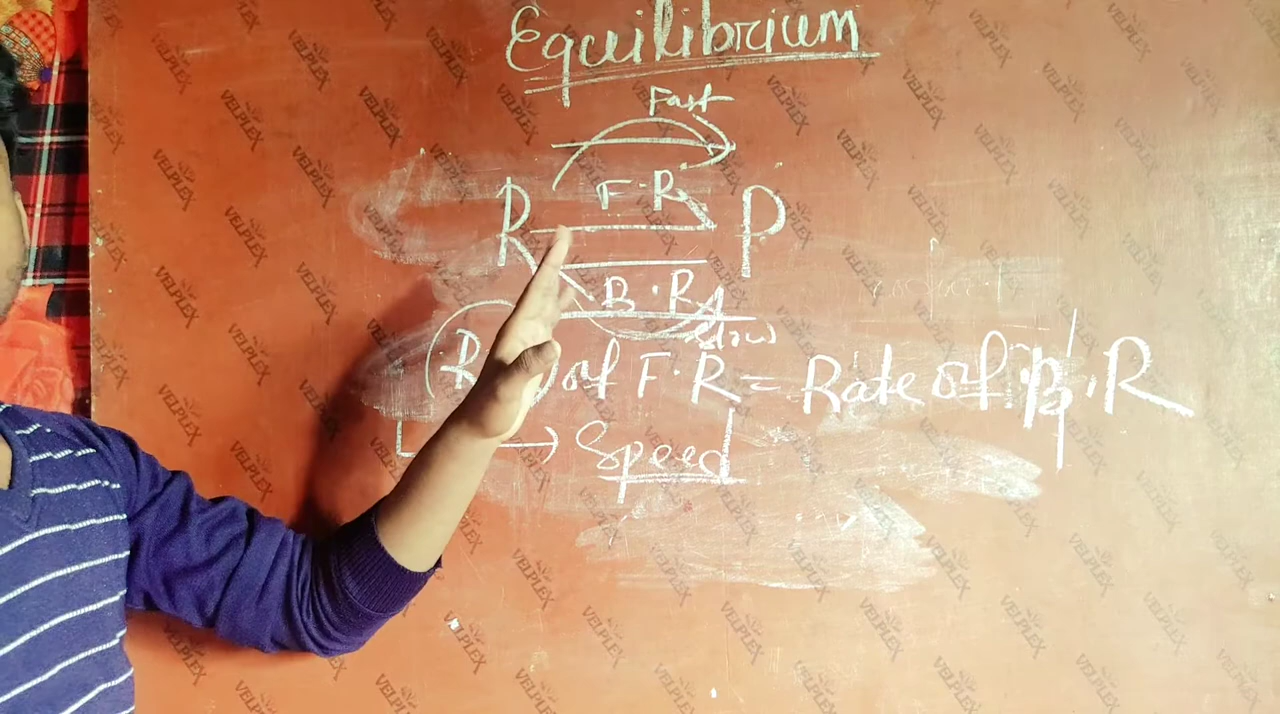 Equilibrium
Fast
F.R
R P
B.R
slow
R of F.R = Rate of B.R
Speed
VELPLEX